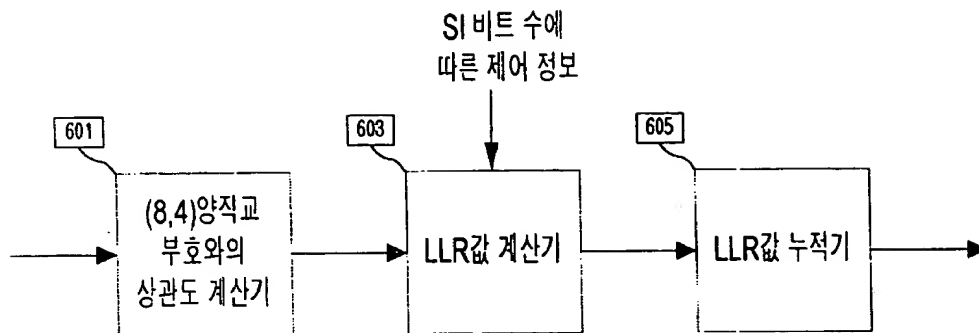 SI 비트 수에
따른 제어 정보
601
603
605
(8,4)양직교
부호와의
상관도 계산기
LLR값 계산기
LLR값 누적기